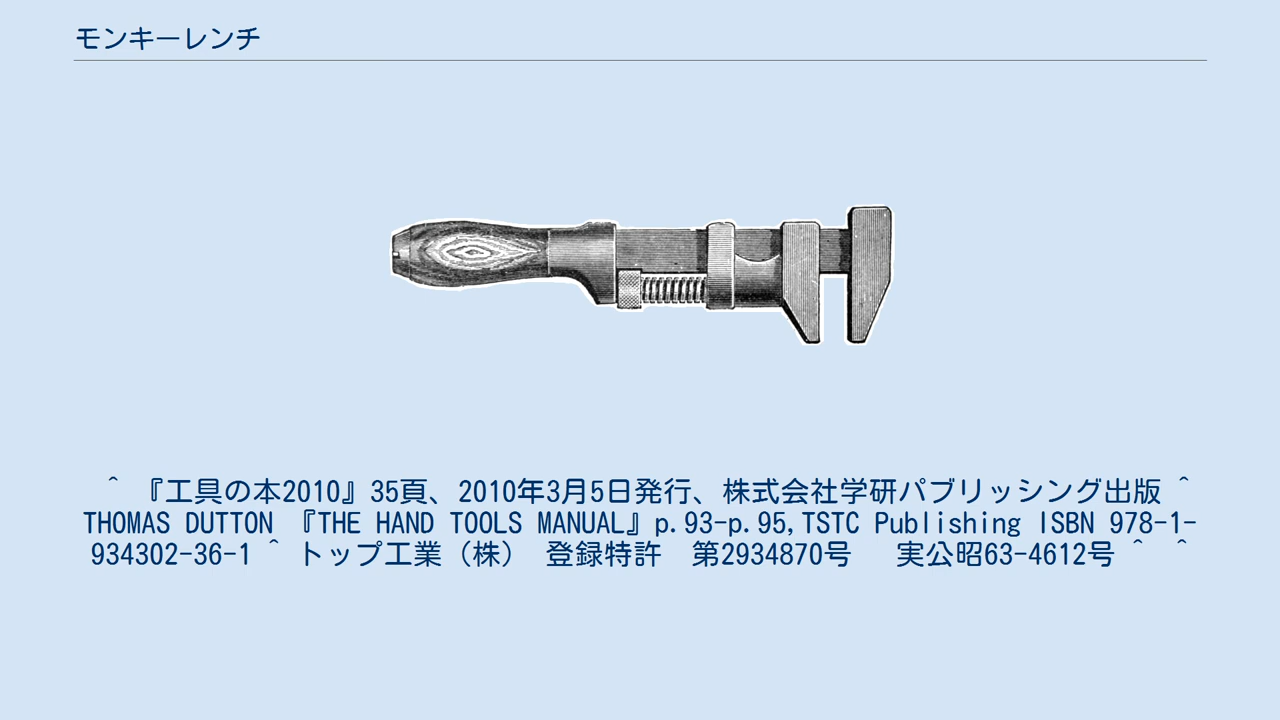 モンキーレンチ
^ 『工具の本2010』35頁、2010年3月5日発行、株式会社学研パブリッシング出版 ^
THOMAS DUTTON 『THE HAND TOOLS MANUAL』p.93-p.95,TSTC Publishing ISBN 978-1-
934302-36-1 ^ トップ工業（株） 登録特許　第2934870号　 実公昭63-4612号 ^ ^